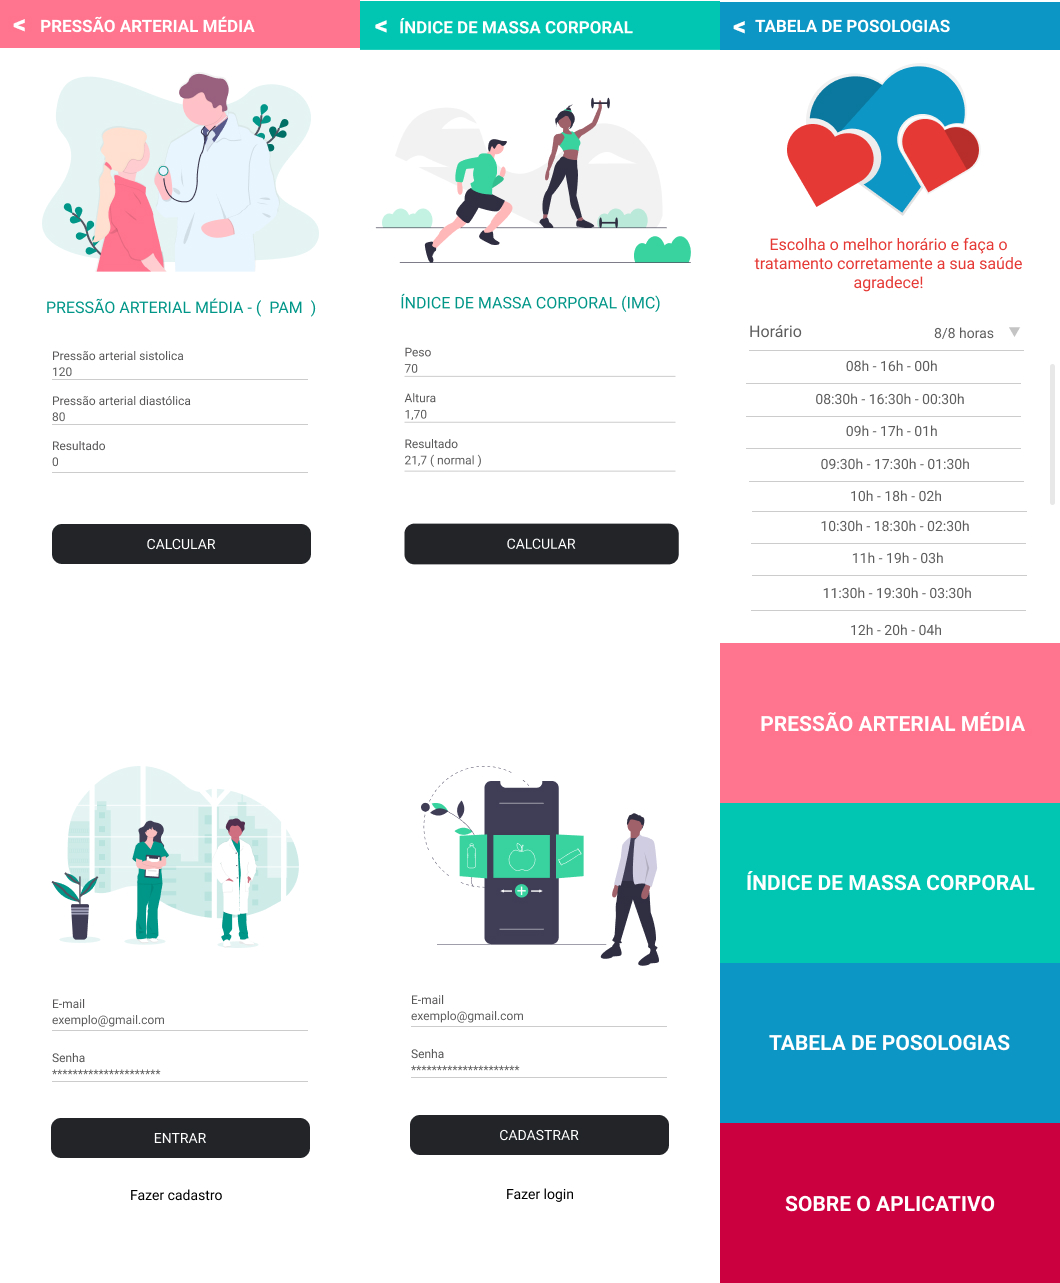 < PRESSÃO ARTERIAL MÉDIA
PRESSÃO ARTERIAL MÉDIA - (  PAM  )
Pressão arterial sistolica
120
Pressão arterial diastólica
80
Resultado
0
CALCULAR
< ÍNDICE DE MASSA CORPORAL
ÍNDICE DE MASSA CORPORAL (IMC)
Peso
70
Altura
1,70
Resultado
21,7 ( normal )
CALCULAR
< TABELA DE POSOLOGIAS
Escolha o melhor horário e faça o
tratamento corretamente a sua saúde
agradece!
Horário 8/8 horas ▼
08h - 16h - 00h
08:30h - 16:30h - 00:30h
09h - 17h - 01h
09:30h - 17:30h - 01:30h
10h - 18h - 02h
10:30h - 18:30h - 02:30h
11h - 19h - 03h
11:30h - 19:30h - 03:30h
12h - 20h - 04h
E-mail
exemplo@gmail.com
Senha
*********************
ENTRAR
Fazer cadastro
E-mail
exemplo@gmail.com
Senha
*********************
CADASTRAR
Fazer login
PRESSÃO ARTERIAL MÉDIA
ÍNDICE DE MASSA CORPORAL
TABELA DE POSOLOGIAS
SOBRE O APLICATIVO